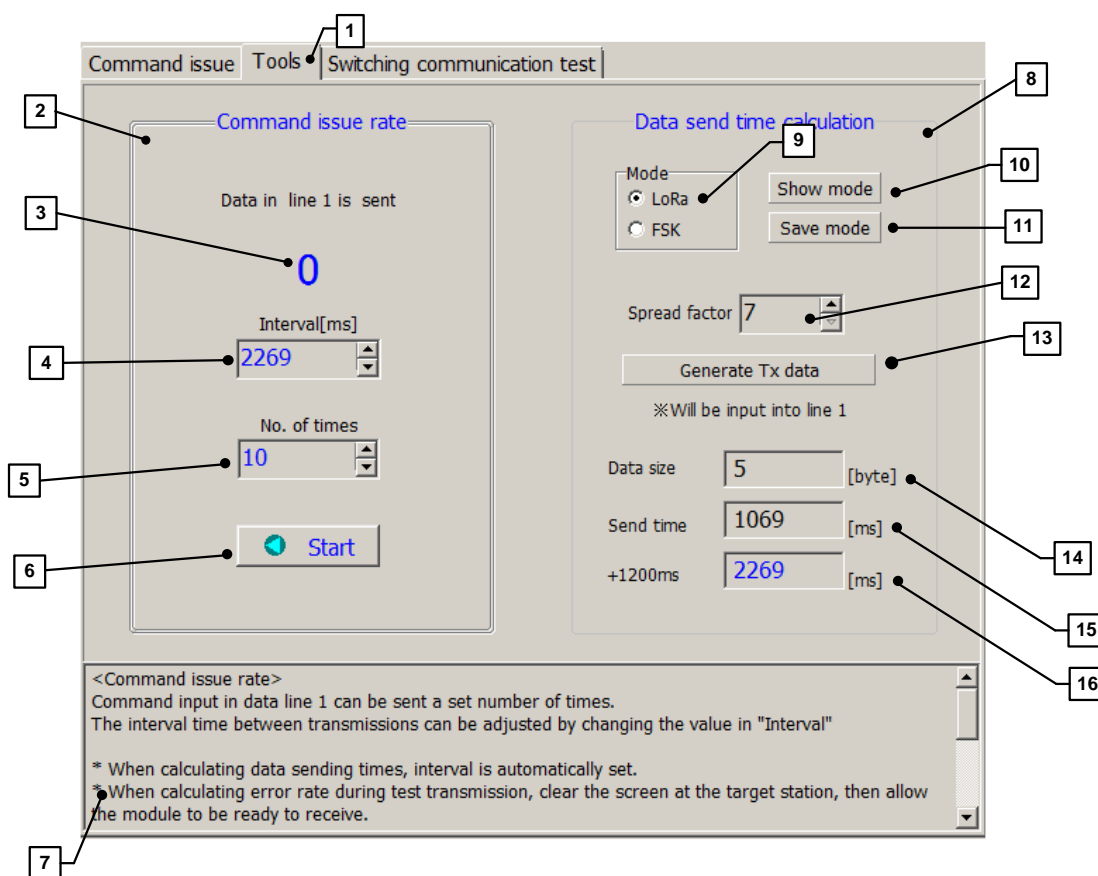 1
Command issue
Tools
Switching communication test
2
8
Command issue rate
Data send time calculation
9
Mode
LoRa
FSK
Show mode
10
Save mode
11
Data in line 1 is sent
3
0
12
Spread factor
7
Interval[ms]
4
2269
13
Generate Tx data
※Will be input into line 1
No. of times
5
10
Data size
5
[byte]
14
Send time
1069
[ms]
15
6
Start
+1200ms
2269
[ms]
16
<Command issue rate>
Command input in data line 1 can be sent a set number of times.
The interval time between transmissions can be adjusted by changing the value in "Interval"
* When calculating data sending times, interval is automatically set.
* When calculating error rate during test transmission, clear the screen at the target station, then allow
the module to be ready to receive.
7